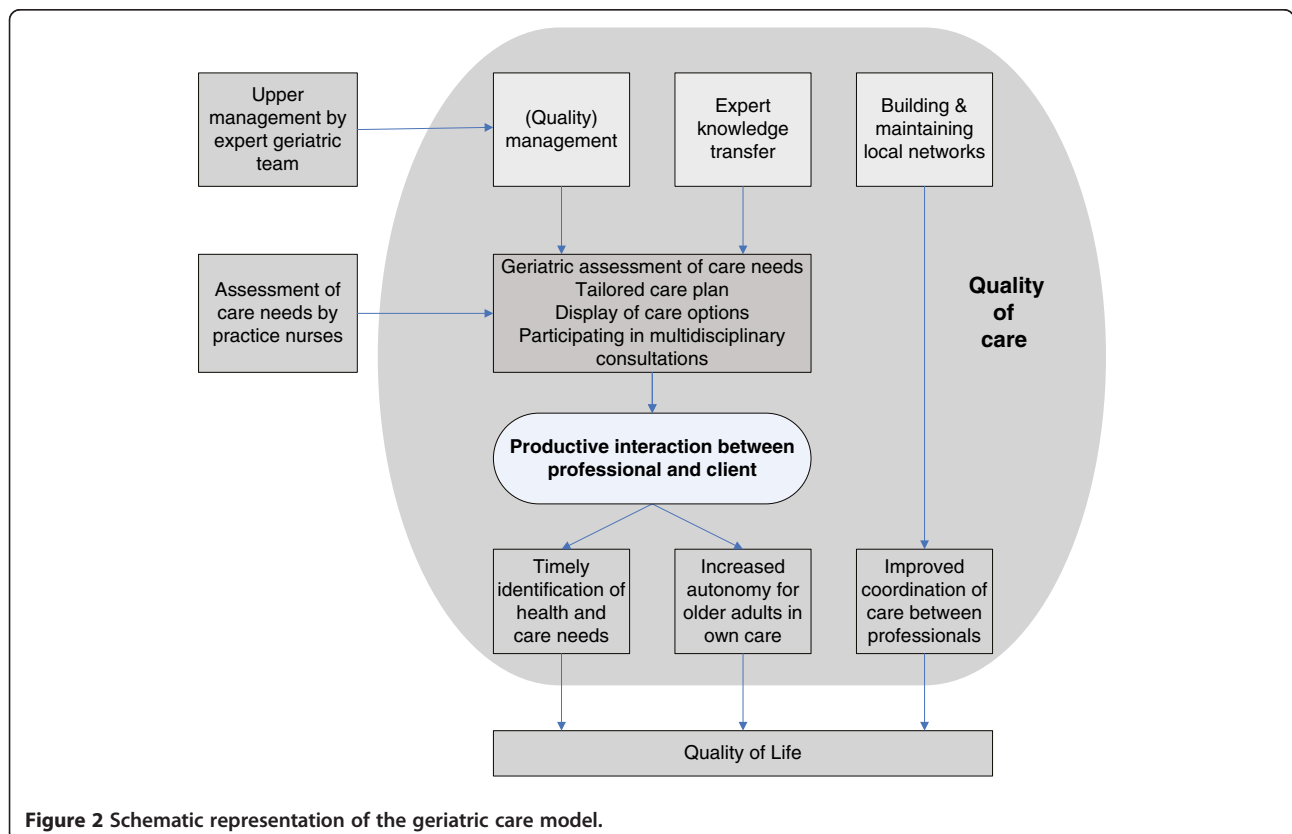 Upper
management by
expert geriatric
team
(Quality)
management
Expert
knowledge
transfer
Building &
maintaining
local networks
Assessment of
care needs by
practice nurses
Geriatric assessment of care needs
Tailored care plan
Display of care options
Participating in multidisciplinary
consultations
Quality
of
care
Productive interaction between
professional and client
Timely
identification of
health and
care needs
Increased
autonomy for
older adults in
own care
Improved
coordination of
care between
professionals
Quality of Life
Figure 2 Schematic representation of the geriatric care model.